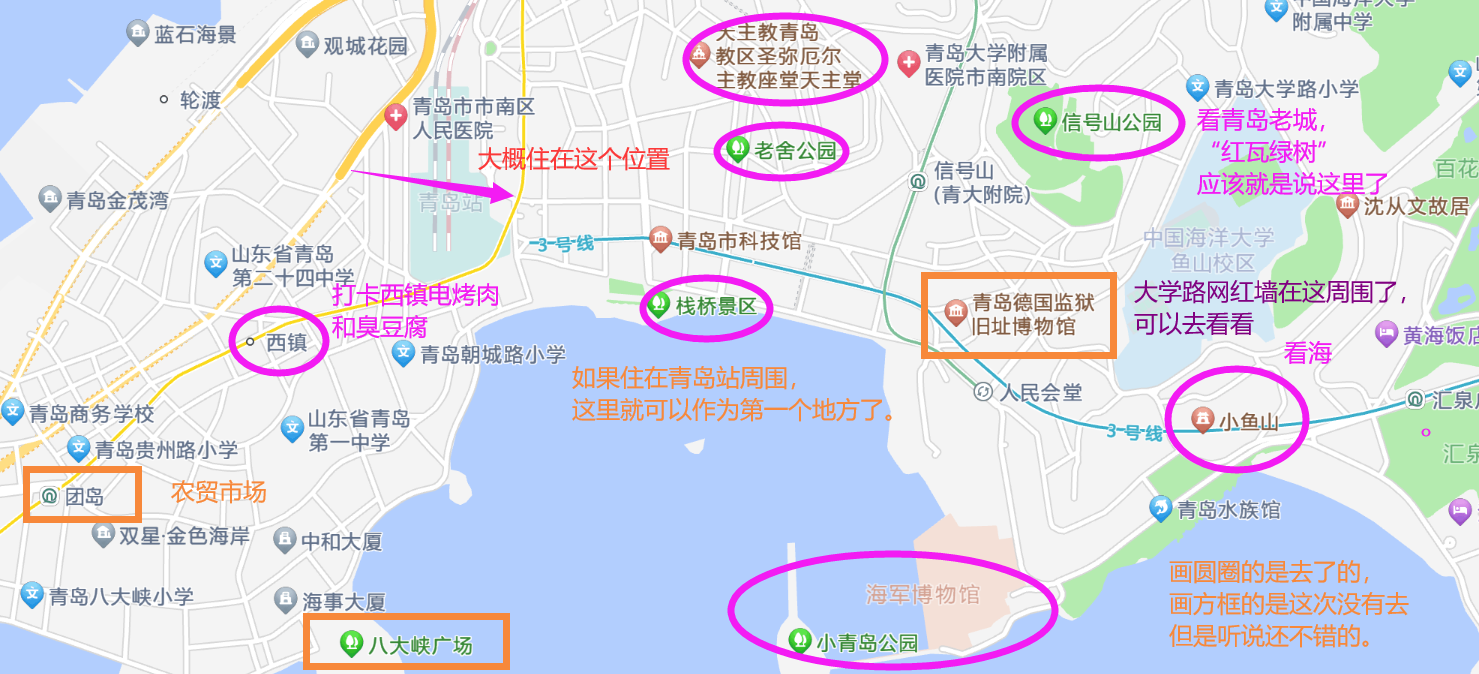 蓝石海景
观城花园
轮渡
青岛市市南区
人民医院
天主教青岛
教区圣弥厄尔
主教座堂天主堂
青岛大学附属
医院市南院区
附属中学
青岛大学路小学
信号山公园
看青岛老城，
“红瓦绿树”
应该就是说这里了
老舍公园
大概住在这个位置
信号山
(青大附院)
百花
青岛金茂湾
青岛站
沈从文故居
3号线
青岛市科技馆
中国海洋大学
鱼山校区
山东省青岛
第二十四中学
打卡西镇电烤肉
和臭豆腐
栈桥景区
青岛德国监狱
旧址博物馆
大学路网红墙在这周围了，
可以去看看
西镇
青岛朝城路小学
看海
黄海饭店
如果住在青岛站周围，
这里就可以作为第一个地方了。
人民会堂
青岛商务学校
山东省青岛
第一中学
3号线
小鱼山
汇泉
青岛贵州路小学
汇泉
团岛
农贸市场
青岛水族馆
双星·金色海岸
中和大厦
画圆圈的是去了的，
画方框的是这次没有去
但是听说还不错的。
青岛八大峡小学
海事大厦
海军博物馆
八大峡广场
小青岛公园